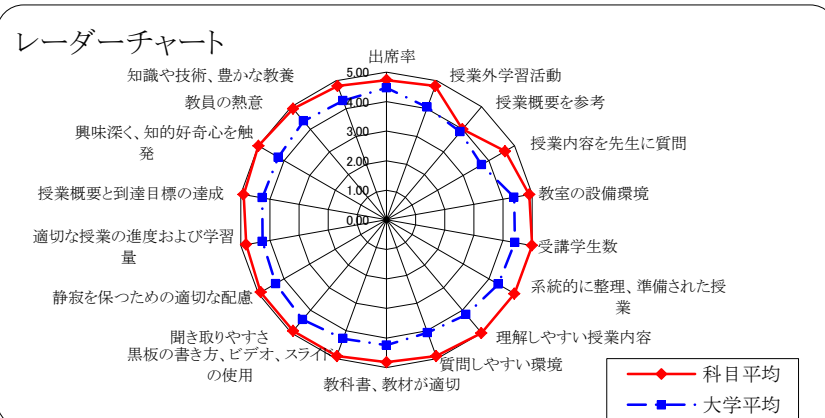 レーダーチャート
出席率
授業外学習活動
授業概要を参考
授業内容を先生に質問
教室の設備環境
受講学生数
系統的に整理、準備された授
業
理解しやすい授業内容
質問しやすい環境
教科書、教材が適切
黒板の書き方、ビデオ、スライド
の使用
聞き取りやすさ
静寂を保つための適切な配慮
適切な授業の進度および学習
量
授業概要と到達目標の達成
興味深く、知的好奇心を触
発
教員の熱意
知識や技術、豊かな教養
5.00
4.00
3.00
2.00
1.00
0.00
科目平均
大学平均